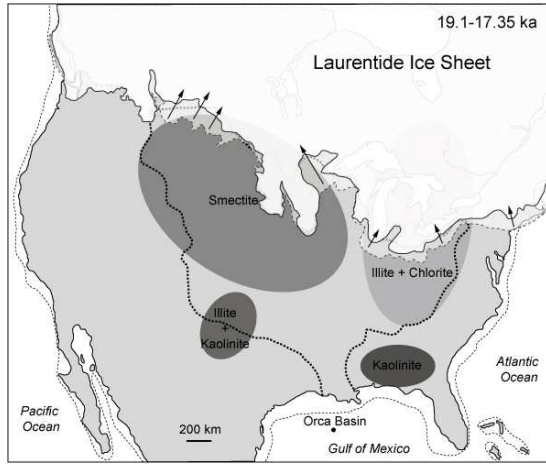 19.1-17.35 ka
Laurentide Ice Sheet
Smectite
Illite + Chlorite
Illite
+
Kaolinite
Kaolinite
Atlantic
Ocean
Pacific
Ocean
200 km
Orca Basin
Gulf of Mexico